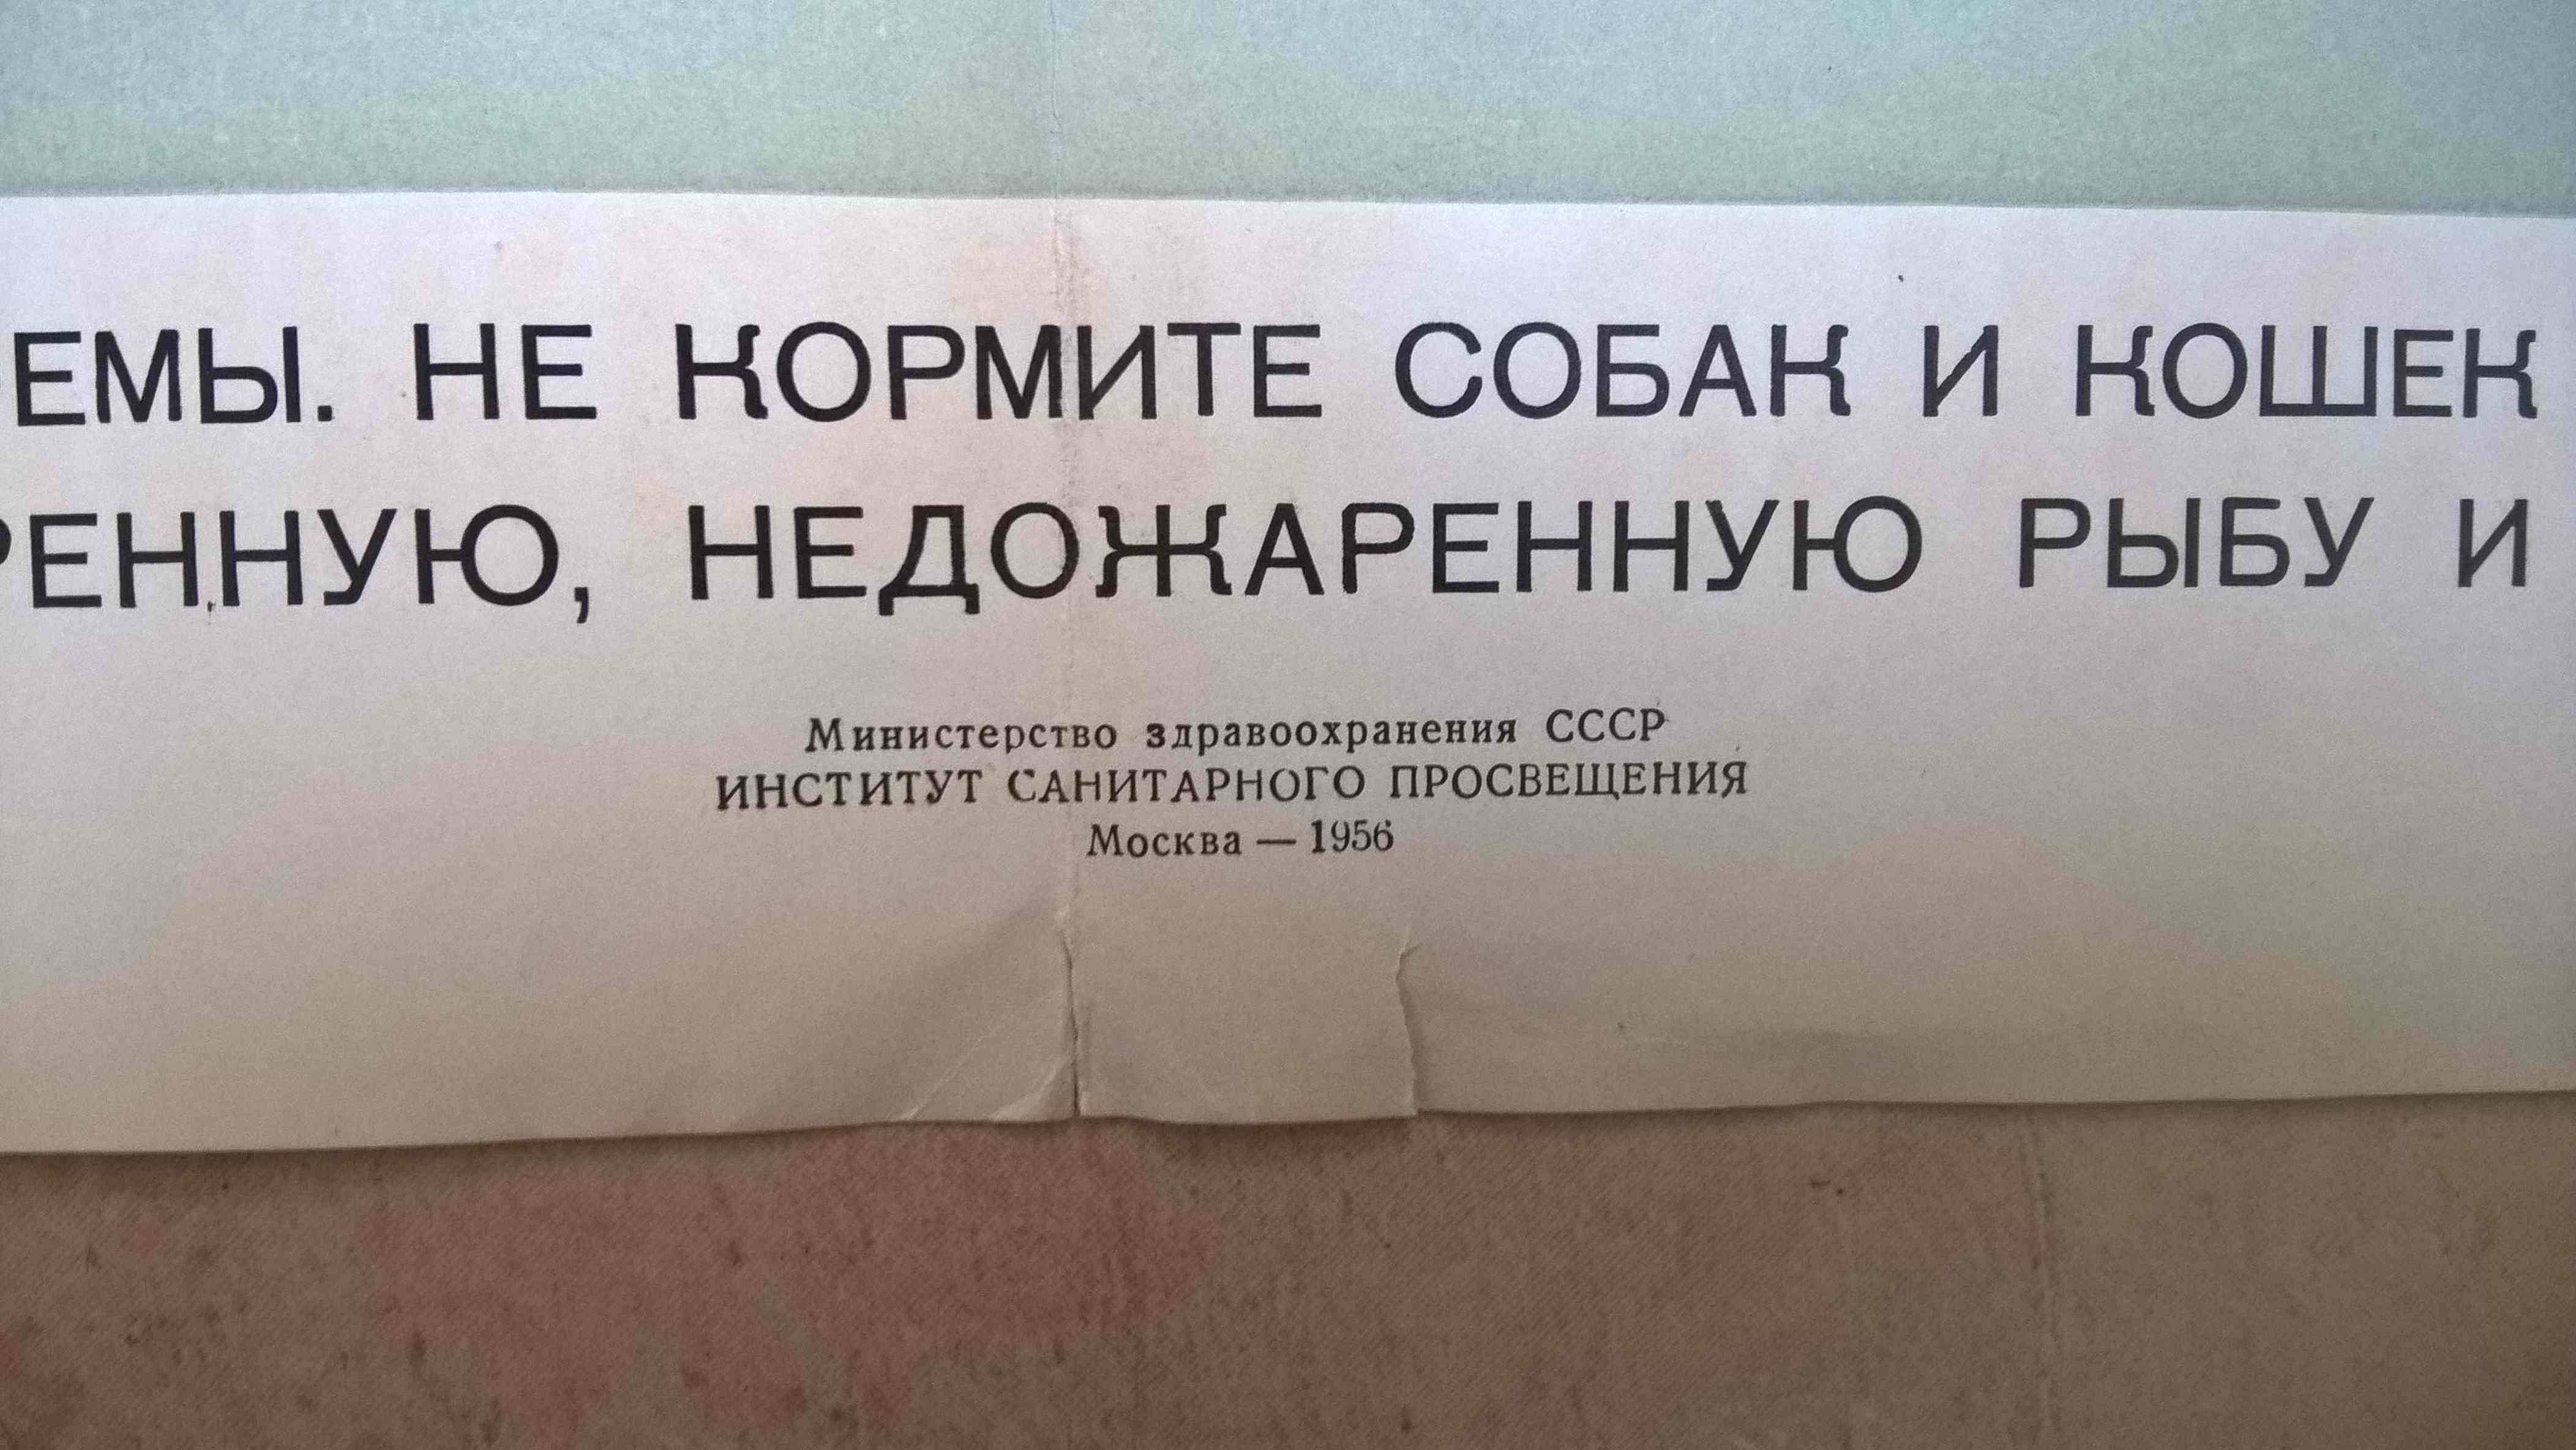 ЕМЫ. НЕ КОРМИТЕ СОБАК И КОШЕК
РЕННУЮ, НЕДОЖАРЕННУЮ РЫБУ И
Министерство здравоохранения СССР
ИНСТИТУТ САНИТАРНОГО ПРОСВЕЩЕНИЯ
Москва — 1956